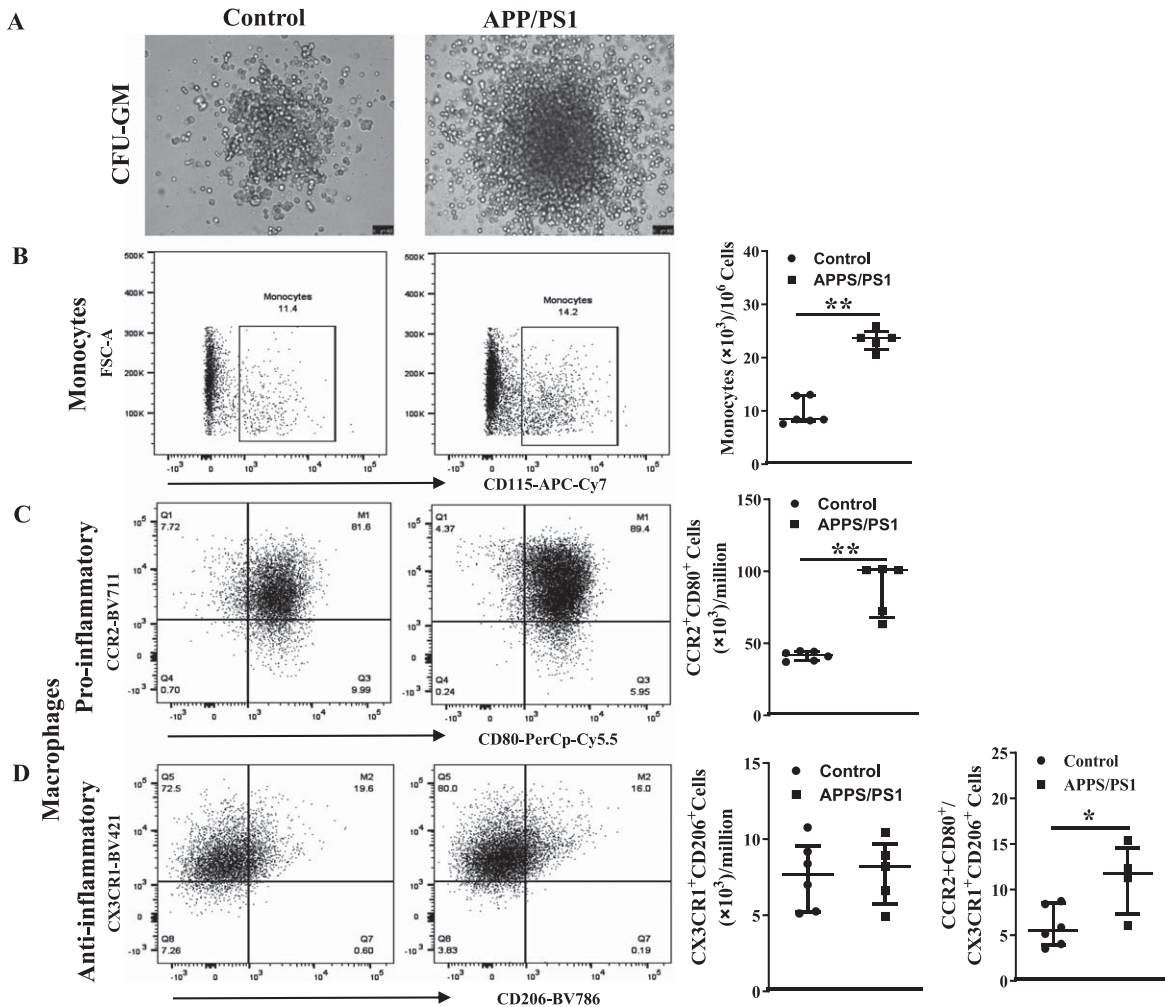 A
Control
APP/PS1
CFU-GM
B
Monocytes
FSC-A
500K
400K
300K
200K
100K
0
Monocytes
11.4
-10³ 0 10³ 10⁴ 10⁵
500K
400K
300K
200K
100K
0
Monocytes
14.2
-10³ 0 10³ 10⁴ 10⁵
CD115-APC-Cy7
Monocytes (×10³)/10⁶ Cells
40
30
20
10
0
Control
APPS/PS1
**
C
Macrophages
Pro-inflammatory
CCR2-BV711
10⁵
10⁴
10³
0
-10³
Q1
7.72
M1
81.6
Q4
0.70
Q3
9.99
-10³ 0 10³ 10⁴ 10⁵
10⁵
10⁴
10³
0
-10³
Q1
4.37
M1
89.4
Q4
0.24
Q3
5.95
-10³ 0 10³ 10⁴ 10⁵
CD80-PerCp-Cy5.5
CCR2⁺CD80⁺ Cells
(×10³)/million
150
100
50
0
Control
APPS/PS1
**
D
Anti-inflammatory
CX3CR1-BV421
10⁵
10⁴
10³
0
-10³
Q5
72.5
M2
19.6
Q8
7.26
Q7
0.60
-10³ 0 10³ 10⁴ 10⁵
10⁵
10⁴
10³
0
-10³
Q5
80.0
M2
16.0
Q8
3.83
Q7
0.19
-10³ 0 10³ 10⁴ 10⁵
CD206-BV786
CX3CR1⁺CD206⁺Cells
(×10³)/million
15
10
5
0
Control
APPS/PS1
CCR2+CD80⁺/
CX3CR1⁺CD206⁺ Cells
25
20
15
10
5
0
Control
APPS/PS1
*